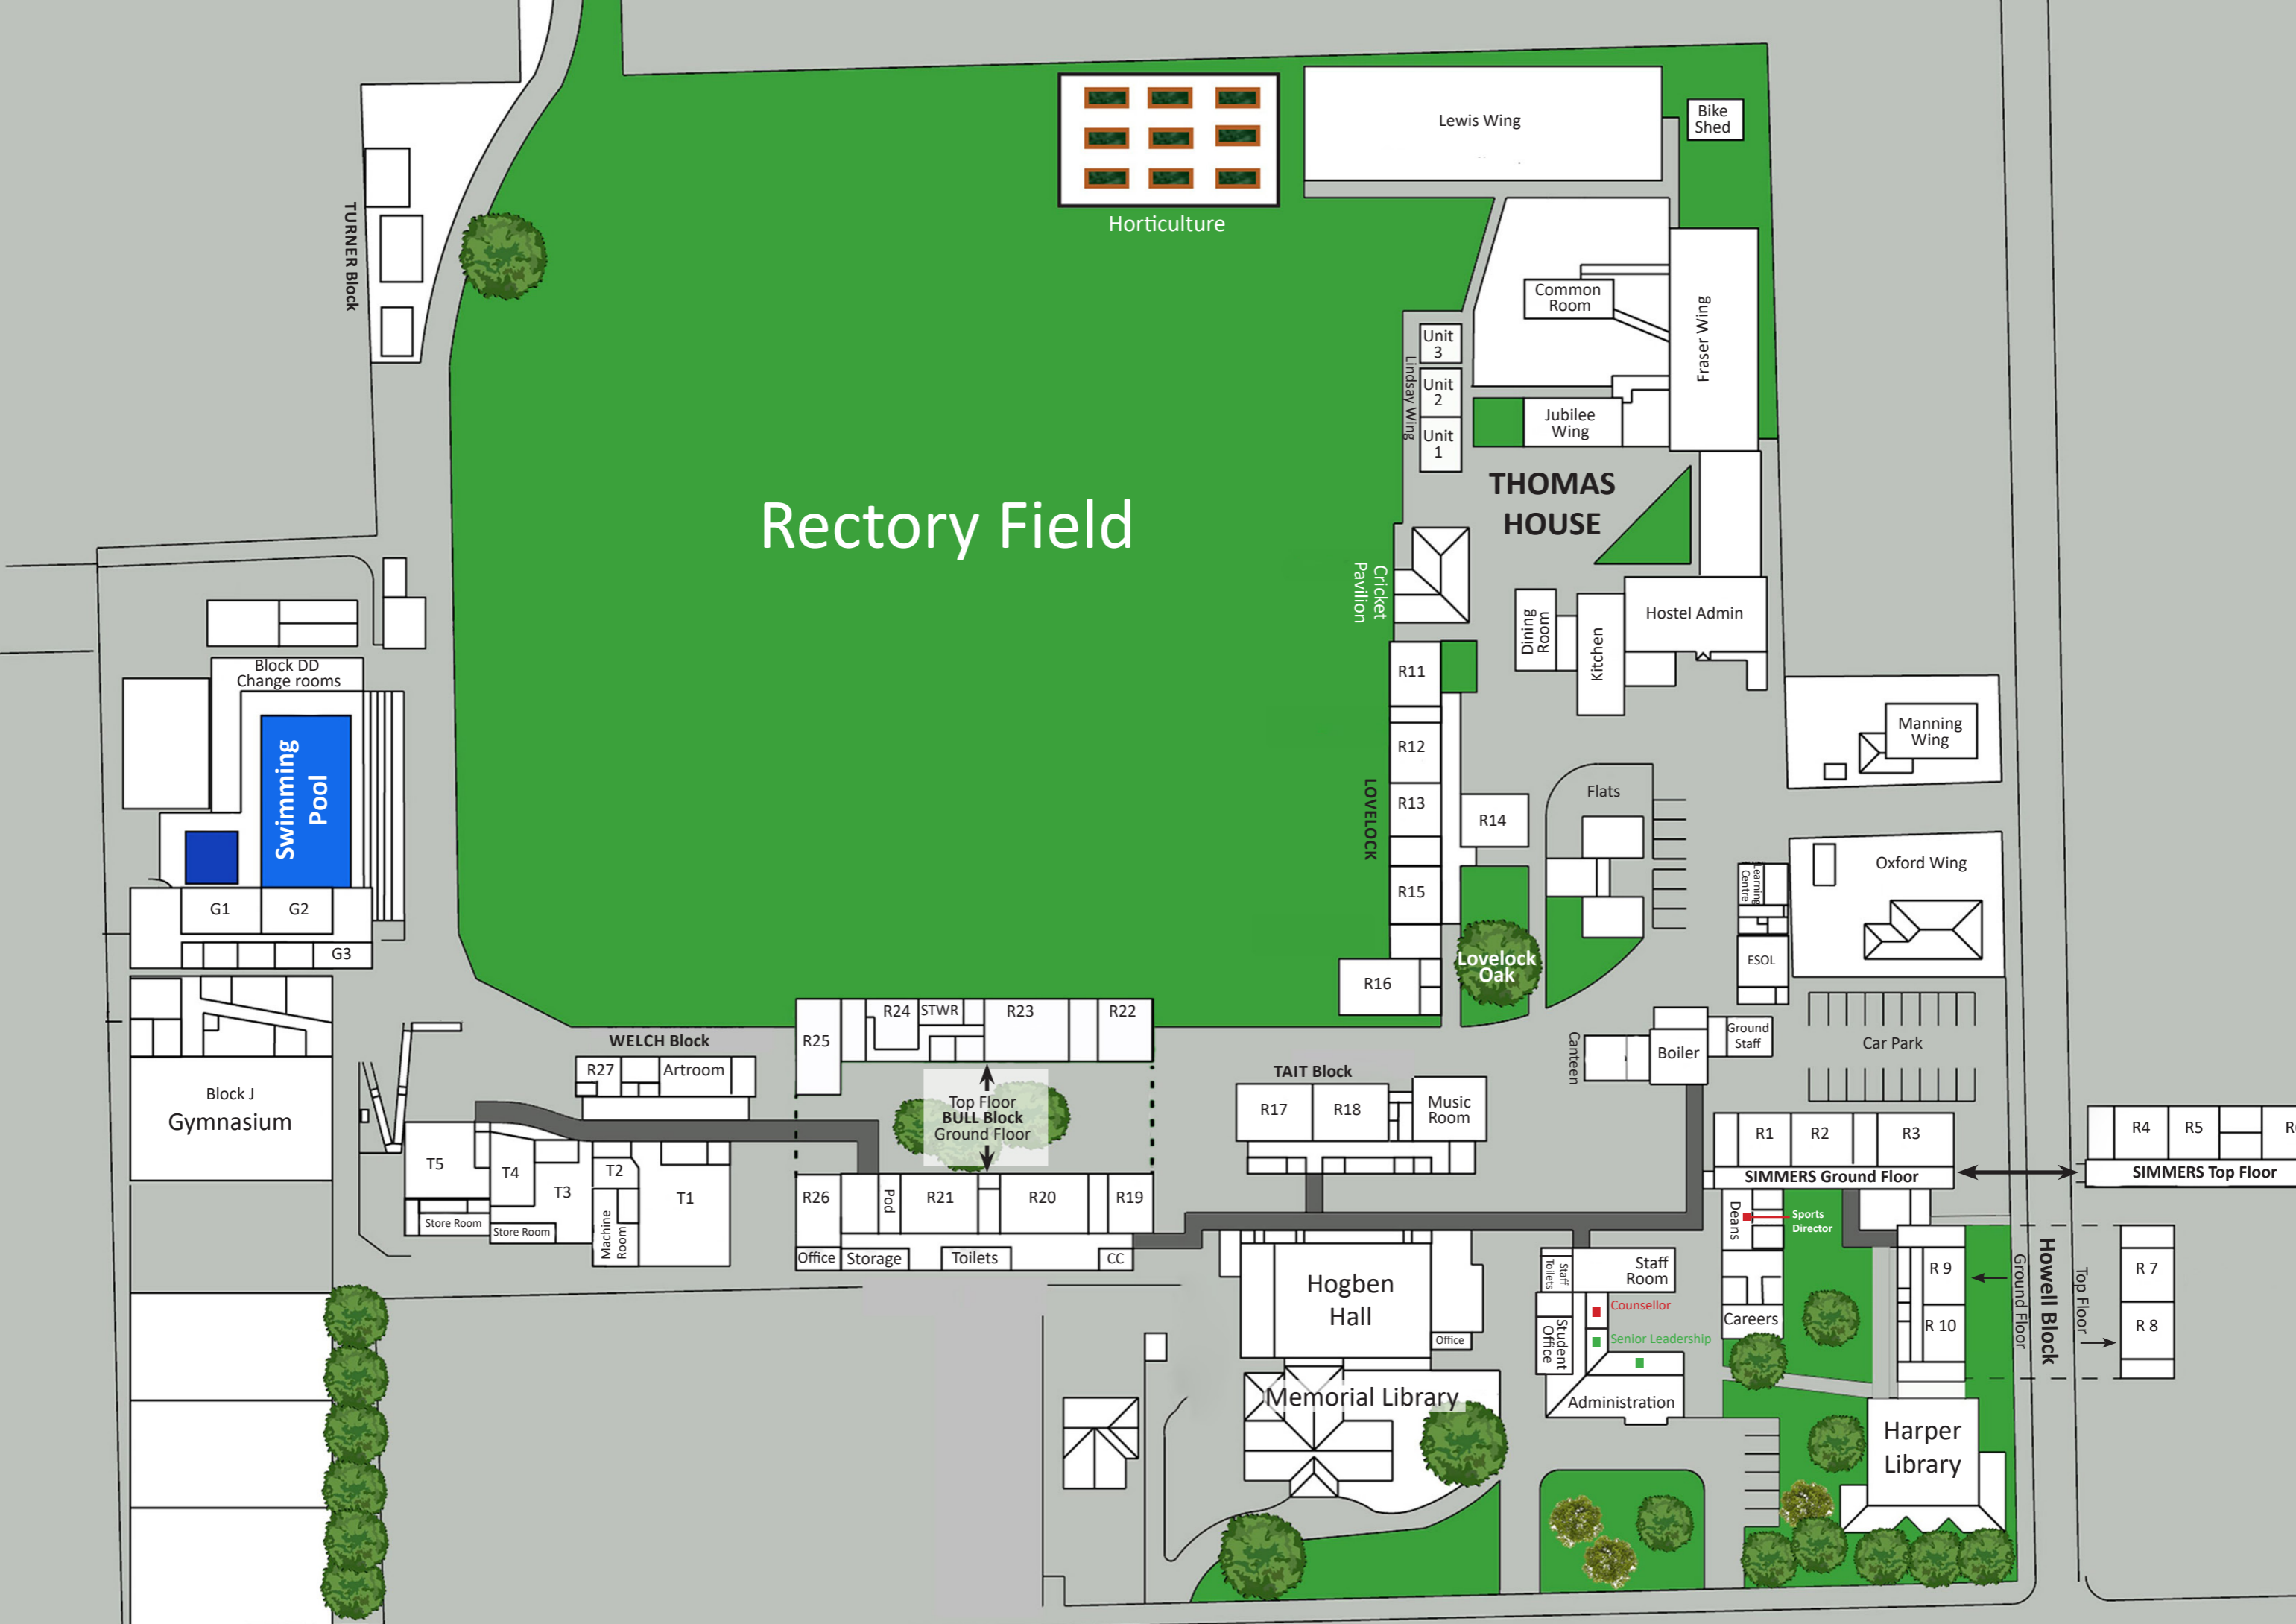 Lewis Wing
Bike
Shed
Horticulture
TURNER Block
Common
Room
Fraser Wing
Unit
3
Unit
2
Unit
1
Lindsay Wing
Jubilee
Wing
THOMAS
HOUSE
Rectory Field
Cricket
Pavilion
Dining
Room
Kitchen
Hostel Admin
Block DD
Change rooms
Swimming
Pool
R11
R12
R13
R14
R15
R16
LOVELOCK
Lovelock
Oak
Flats
Manning
Wing
Oxford Wing
Learning
Centre
ESOL
G1
G2
G3
Block J
Gymnasium
WELCH Block
R27
Artroom
R25
R24
STWR
R23
R22
Top Floor
BULL Block
Ground Floor
TAIT Block
R17
R18
Music
Room
Canteen
Boiler
Ground
Staff
Car Park
R1
R2
R3
SIMMERS Ground Floor
R4
R5
SIMMERS Top Floor
T5
T4
T3
T2
T1
Store Room
Store Room
Machine
Room
R26
Pod
R21
R20
R19
Office
Storage
Toilets
CC
Hogben
Hall
Office
Memorial Library
Staff
Toilets
Staff
Room
Counsellor
Student
Office
Senior Leadership
Administration
Deans
Sports
Director
Careers
R 9
R 10
Ground Floor
Howell Block
Top Floor
R 7
R 8
Harper
Library